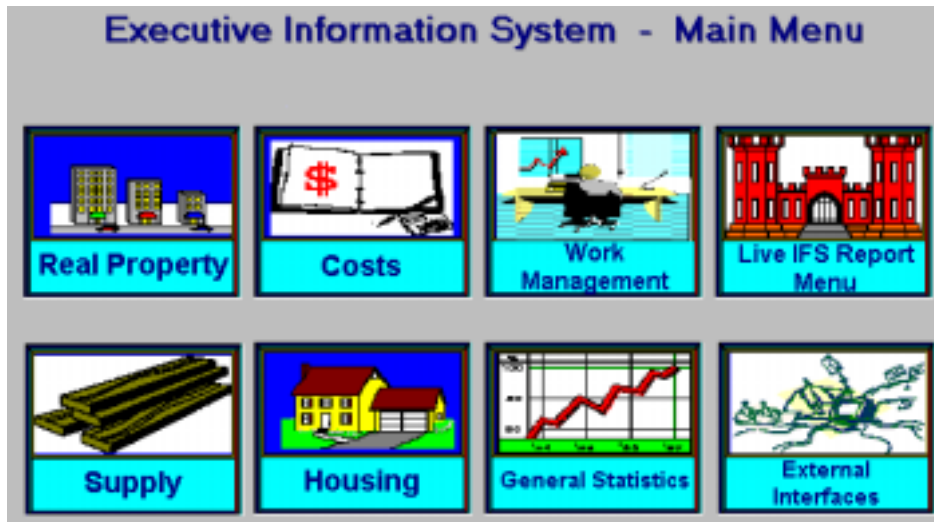 Executive Information System - Main Menu
$
Real Property
Costs
Work
Management
Live IFS Report
Menu
Supply
Housing
General Statistics
External
Interfaces